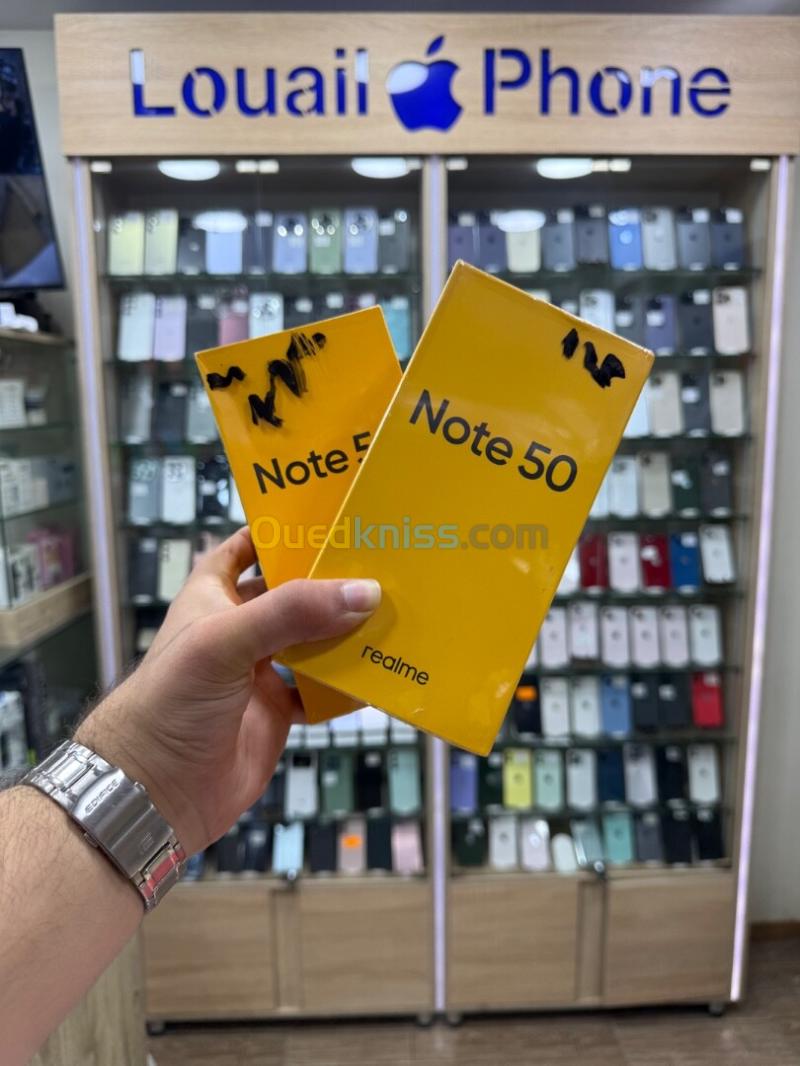 Louail Phone
Note 5
Note 50
Ouedkniss.com
realme
EDIFICE